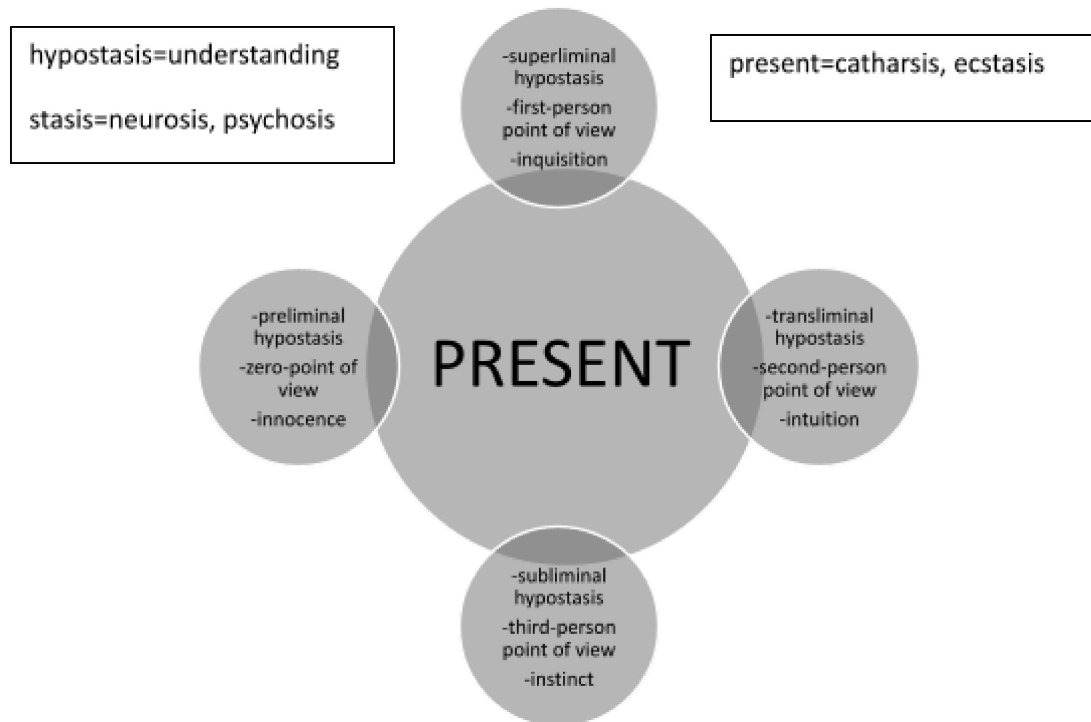 hypostasis=understanding
stasis=neurosis, psychosis
-superliminal
hypostasis
-first-person
point of view
-inquisition
present=catharsis, ecstasis
-preliminal
hypostasis
-zero-point of
view
-innocence
PRESENT
-transliminal
hypostasis
-second-person
point of view
-intuition
-subliminal
hypostasis
-third-person
point of view
-instinct